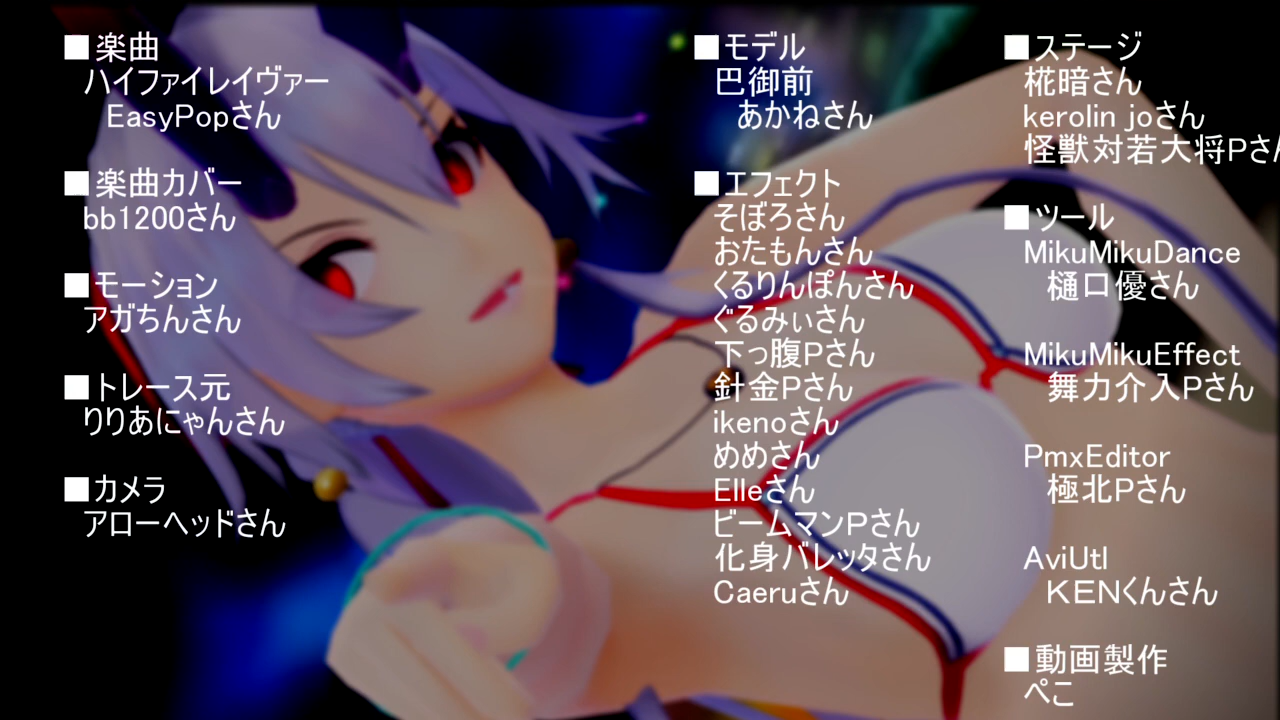 ■楽曲
ハイファイレイヴァー
EasyPopさん
■楽曲カバー
bb1200さん
■モーション
アガちんさん
■トレース元
りりあにゃんさん
■カメラ
アローヘッドさん
■モデル
巴御前
あかねさん
■エフェクト
そぼろさん
おたもんさん
くるりんぽんさん
ぐるみぃさん
下っ腹Pさん
針金Pさん
ikenoさん
めめさん
Elleさん
ビームマンPさん
化身バレッタさん
Caeruさん
■ステージ
椛暗さん
kerolin joさん
怪獣対若大将Pさん
■ツール
MikuMikuDance
樋口優さん
MikuMikuEffect
舞力介入Pさん
PmxEditor
極北Pさん
AviUtl
KENくんさん
■動画製作
ぺこ